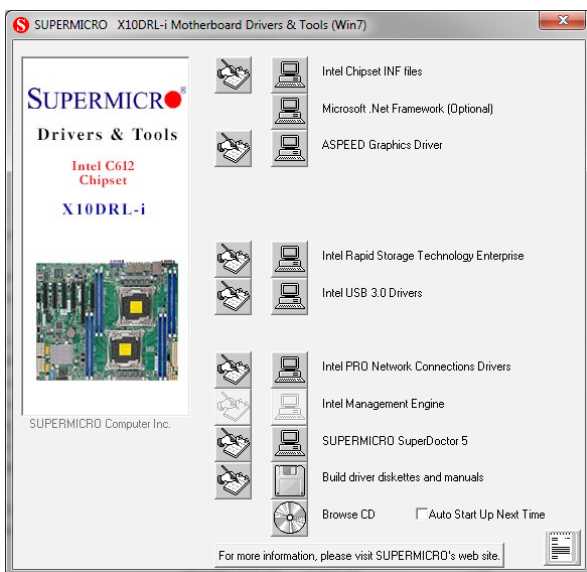 SUPERMICRO X10DRL-i Motherboard Drivers & Tools (Win7)
SUPERMICRO
Drivers & Tools
Intel C612
Chipset
X10DRL-i
SUPERMICRO Computer Inc.
Intel Chipset INF files
Microsoft .Net Framework (Optional)
ASPEED Graphics Driver
Intel Rapid Storage Technology Enterprise
Intel USB 3.0 Drivers
Intel PRO Network Connections Drivers
Intel Management Engine
SUPERMICRO SuperDoctor 5
Build driver diskettes and manuals
Browse CD
Auto Start Up Next Time
For more information, please visit SUPERMICRO's web site.